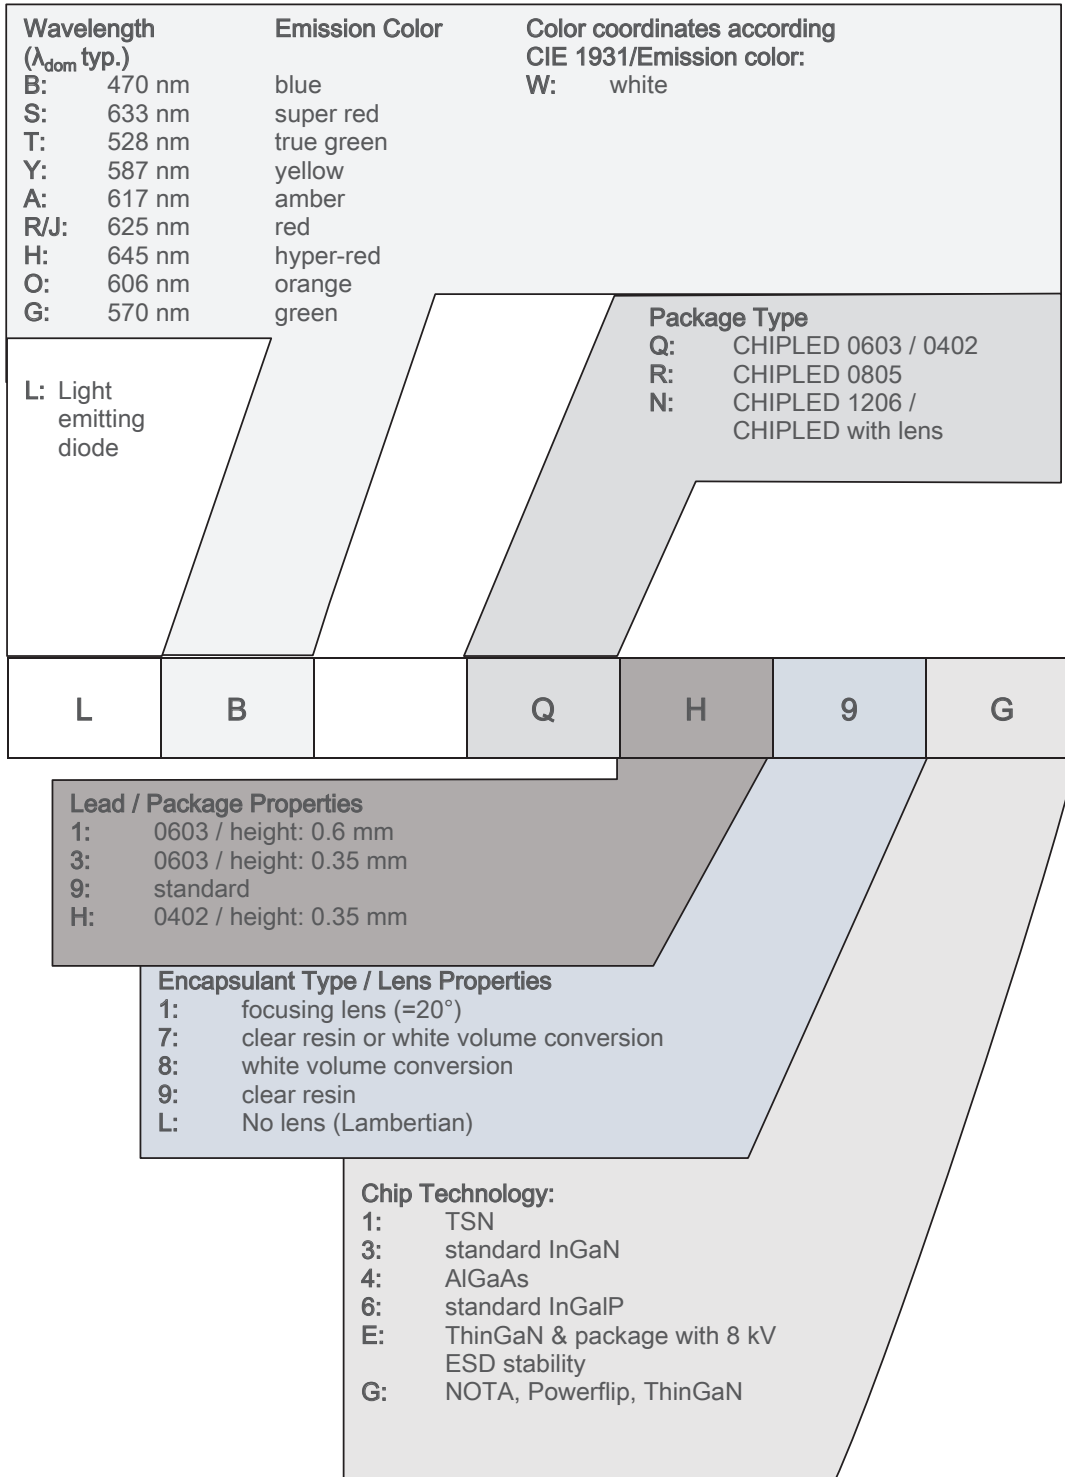 Wavelength Emission Color Color coordinates according
(λdom typ.) CIE 1931/Emission color:
B: 470 nm blue W: white
S: 633 nm super red
T: 528 nm true green
Y: 587 nm yellow
A: 617 nm amber
R/J: 625 nm red
H: 645 nm hyper-red
O: 606 nm orange
G: 570 nm green
Package Type
Q: CHIPLED 0603 / 0402
R: CHIPLED 0805
N: CHIPLED 1206 /
CHIPLED with lens
L: Light
emitting
diode
L B Q H 9 G
Lead / Package Properties
1: 0603 / height: 0.6 mm
3: 0603 / height: 0.35 mm
9: standard
H: 0402 / height: 0.35 mm
Encapsulant Type / Lens Properties
1: focusing lens (=20°)
7: clear resin or white volume conversion
8: white volume conversion
9: clear resin
L: No lens (Lambertian)
Chip Technology:
1: TSN
3: standard InGaN
4: AlGaAs
6: standard InGaIP
E: ThinGaN & package with 8 kV
ESD stability
G: NOTA, Powerflip, ThinGaN